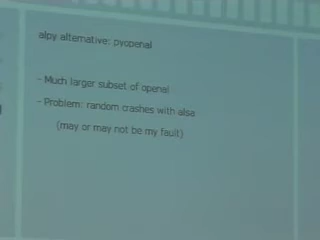 alpy alternative: pyopenal
- Much larger subset of openal
- Problem: random crashes with alsa
(may or may not be my fault)